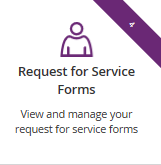 Request for Service
Forms
View and manage your
request for service forms